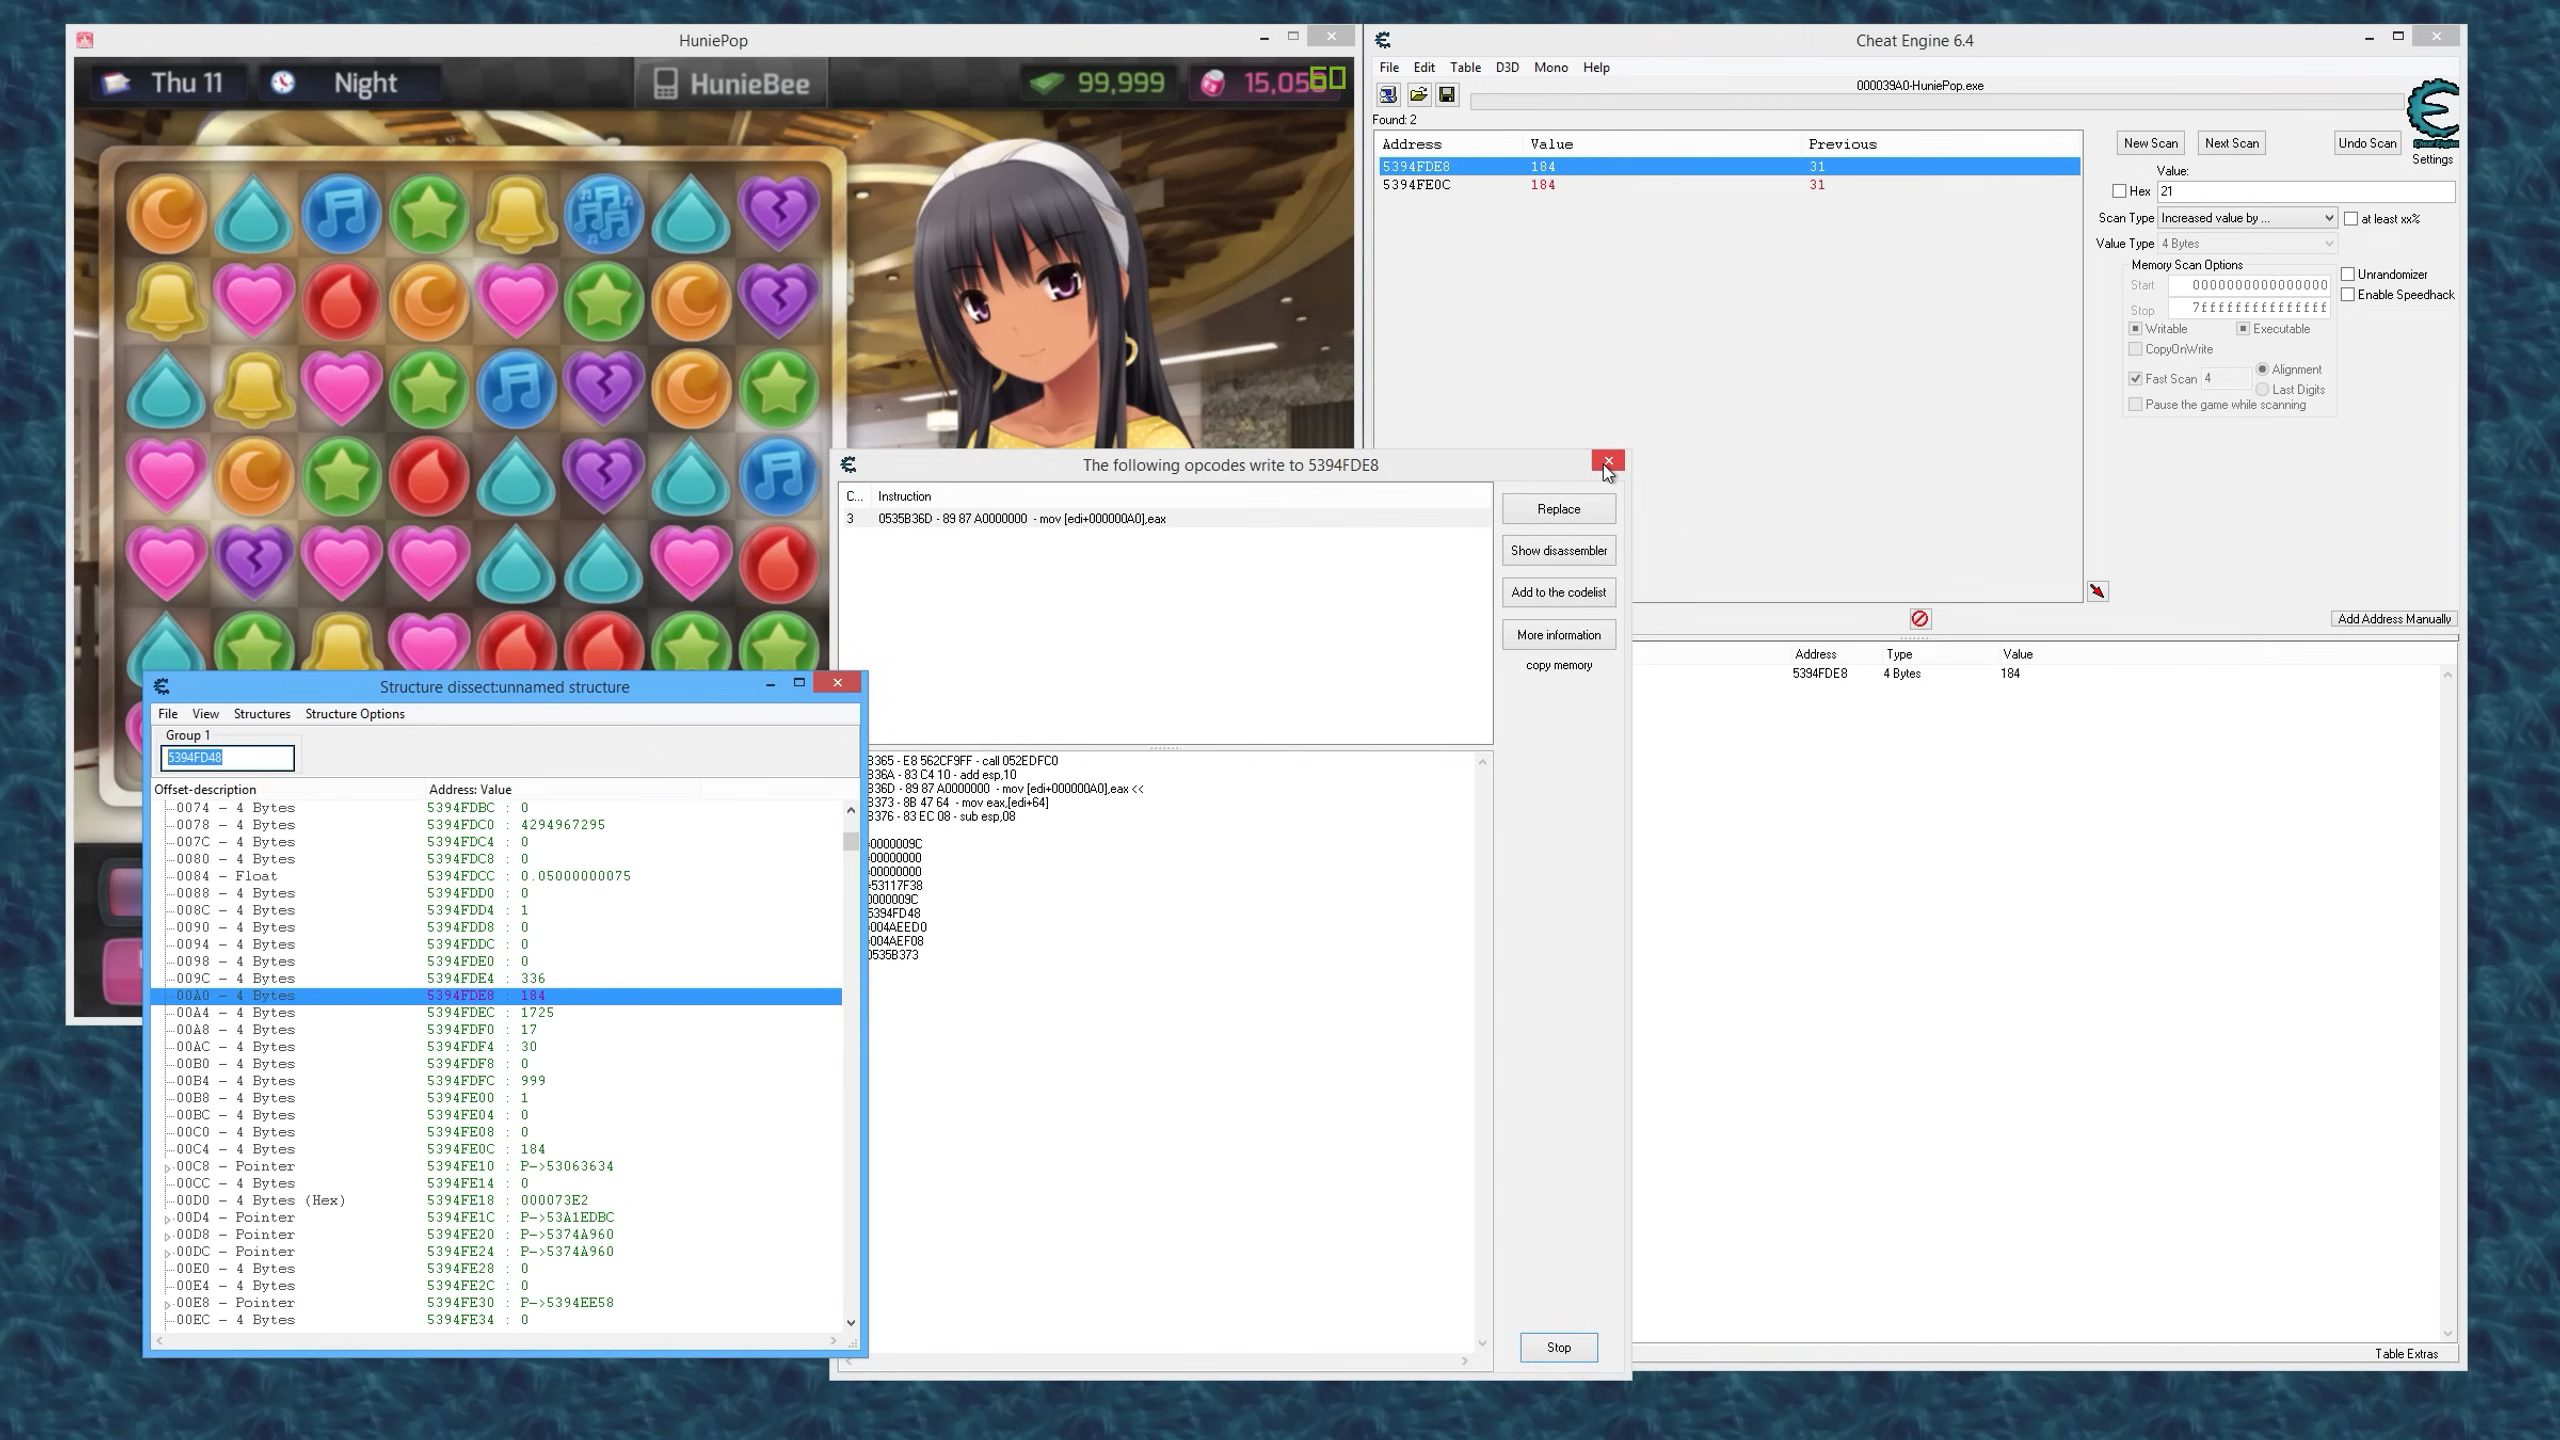 HuniePop
Thu 11
Night
HunieBee
99,999
60
Cheat Engine 6.4
File Edit Table D3D Mono Help
000039A0-HuniePop.exe
Found: 2
Address Value Previous
5394FDE8 184 31
5394FE0C 184 31
New Scan Next Scan Undo Scan
Cheat Engine
Settings
Value:
Hex 21
Scan Type Increased value by ... at least xx%
Value Type 4 Bytes
Memory Scan Options
Unrandomizer
Start 0000000000000000
Enable Speedhack
Stop 7fffffffffffffff
Writable Executable
CopyOnWrite
Fast Scan 4 Alignment
Last Digits
Pause the game while scanning
Add Address Manually
Address Type Value
5394FDE8 4 Bytes 184
Table Extras
The following opcodes write to 5394FDE8
C... Instruction
3 0535B36D - 89 87 A0000000 - mov [edi+000000A0],eax
Replace
Show disassembler
Add to the codelist
More information
copy memory
B365 - E8 562CF9FF - call 052EDFC0
B36A - 83 C4 10 - add esp,10
B36D - 89 87 A0000000 - mov [edi+000000A0],eax <<
B373 - 8B 47 64 - mov eax,[edi+64]
B376 - 83 EC 08 - sub esp,08
=0000009C
=00000000
=00000000
=53117F38
0000009C
5394FD48
=004AEED0
=004AEF08
0535B373
Stop
Structure dissect:unnamed structure
File View Structures Structure Options
Group 1
5394FD48
Offset-description Address: Value
0074 - 4 Bytes 5394FDBC : 0
0078 - 4 Bytes 5394FDC0 : 4294967295
007C - 4 Bytes 5394FDC4 : 0
0080 - 4 Bytes 5394FDC8 : 0
0084 - Float 5394FDCC : 0.05000000075
0088 - 4 Bytes 5394FDD0 : 0
008C - 4 Bytes 5394FDD4 : 1
0090 - 4 Bytes 5394FDD8 : 0
0094 - 4 Bytes 5394FDDC : 0
0098 - 4 Bytes 5394FDE0 : 0
009C - 4 Bytes 5394FDE4 : 336
00A0 - 4 Bytes 5394FDE8 : 184
00A4 - 4 Bytes 5394FDEC : 1725
00A8 - 4 Bytes 5394FDF0 : 17
00AC - 4 Bytes 5394FDF4 : 30
00B0 - 4 Bytes 5394FDF8 : 0
00B4 - 4 Bytes 5394FDFC : 999
00B8 - 4 Bytes 5394FE00 : 1
00BC - 4 Bytes 5394FE04 : 0
00C0 - 4 Bytes 5394FE08 : 0
00C4 - 4 Bytes 5394FE0C : 184
00C8 - Pointer 5394FE10 : P->53063634
00CC - 4 Bytes 5394FE14 : 0
00D0 - 4 Bytes (Hex) 5394FE18 : 000073E2
00D4 - Pointer 5394FE1C : P->53A1EDBC
00D8 - Pointer 5394FE20 : P->5374A960
00DC - Pointer 5394FE24 : P->5374A960
00E0 - 4 Bytes 5394FE28 : 0
00E4 - 4 Bytes 5394FE2C : 0
00E8 - Pointer 5394FE30 : P->5394EE58
00EC - 4 Bytes 5394FE34 : 0